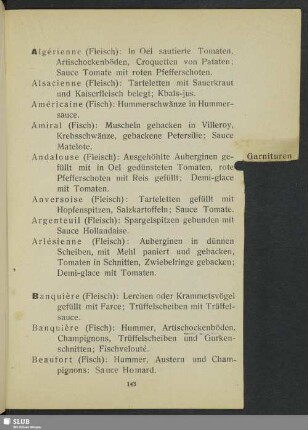 Algérienne (Fleisch): In Oel sautierte Tomaten,
Artischockenböden, Croquetten von Pataten;
Sauce Tomate mit roten Pfefferschoten.
Alsacienne (Fleisch): Tarteletten mit Sauerkraut
und Kaiserfleisch belegt; Kbals-jus.
Américaine (Fisch): Hummerschwänze in Hummer-
sauce.
Amiral (Fisch): Muscheln gebacken in Villeroy,
Krebsschwänze, gebackene Petersilie; Sauce
Matelote.
Andalouse (Fleisch): Ausgehöhlte Auberginen ge-
füllt mit in Oel gedünsteten Tomaten, rote
Pfefferschoten mit Reis gefüllt; Demi-glace
mit Tomaten.
Garnituren
Anversoise (Fleisch): Tarteletten gefüllt mit
Hopfenspitzen, Salzkartoffeln; Sauce Tomate.
Argenteuil (Fleisch): Spargelspitzen gebunden mit
Sauce Hollandaise.
Arlésienne (Fleisch): Auberginen in dünnen
Scheiben, mit Mehl paniert und gebacken,
Tomaten in Schnitten, Zwiebelringe gebacken;
Demi-glace mit Tomaten.
Banquière (Fleisch): Lerchen oder Krammetsvögel
gefüllt mit Farce; Trüffelscheiben mit Trüffel-
sauce.
Banquière (Fisch): Hummer, Artischockenböden,
Champignons, Trüffelscheiben und Gurken-
schnitten; Fischvelouté.
Beaufort (Fisch): Hummer, Austern und Cham-
pignons: Sauce Homard.
143
SLUB